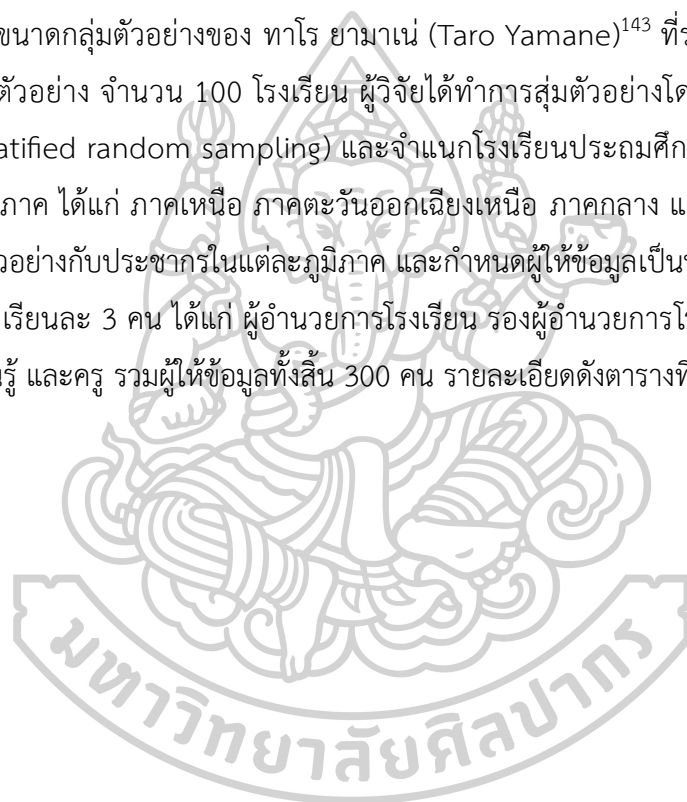 ขนาดกลุ่มตัวอย่างของ ทาโร ยามาเน่ (Taro Yamane)143 ที่
ตัวอย่าง จำนวน 100 โรงเรียน ผู้วิจัยได้ทำการสุ่มตัวอย่างโด
atified random sampling) และจำแนกโรงเรียนประถมศึก
ภาค ได้แก่ ภาคเหนือ ภาคตะวันออกเฉียงเหนือ ภาคกลาง แ
วอย่างกับประชากรในแต่ละภูมิภาค และกำหนดผู้ให้ข้อมูลเป็น
เรียนละ 3 คน ได้แก่ ผู้อำนวยการโรงเรียน รองผู้อำนวยการโ
นรู้ และครู รวมผู้ให้ข้อมูลทั้งสิ้น 300 คน รายละเอียดดังตารางที่
มหาวิทยาลัยศิลปากร